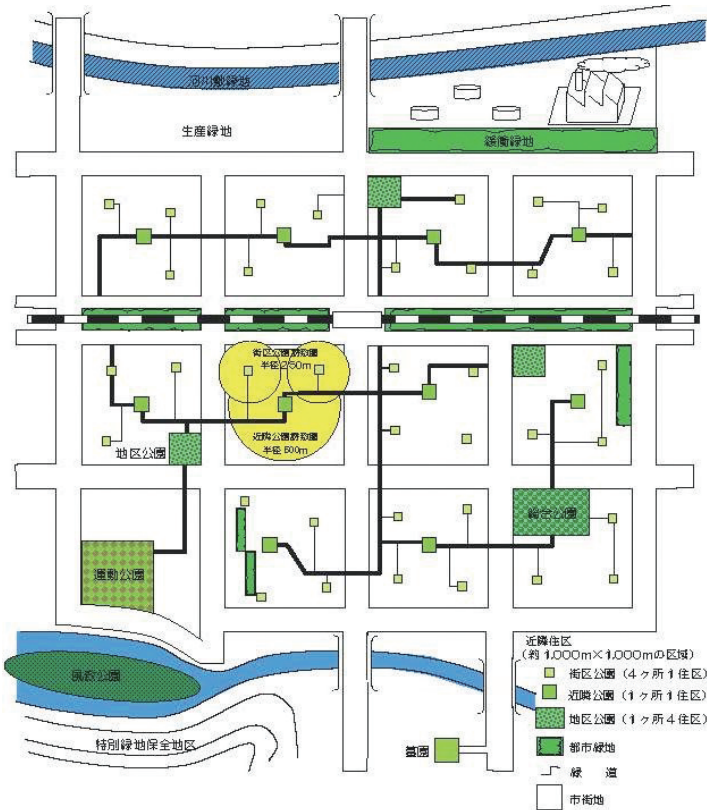 河川敷緑地
生産緑地
緩衝緑地
街区公園誘致圏
半径250m
近隣公園誘致圏
半径500m
地区公園
総合公園
運動公園
風致公園
特別緑地保全地区
墓園
近隣住区
(約1,000m×1,000mの区域)
街区公園(4ヶ所1住区)
近隣公園(1ヶ所1住区)
地区公園(1ヶ所4住区)
都市緑地
緑 道
市街地